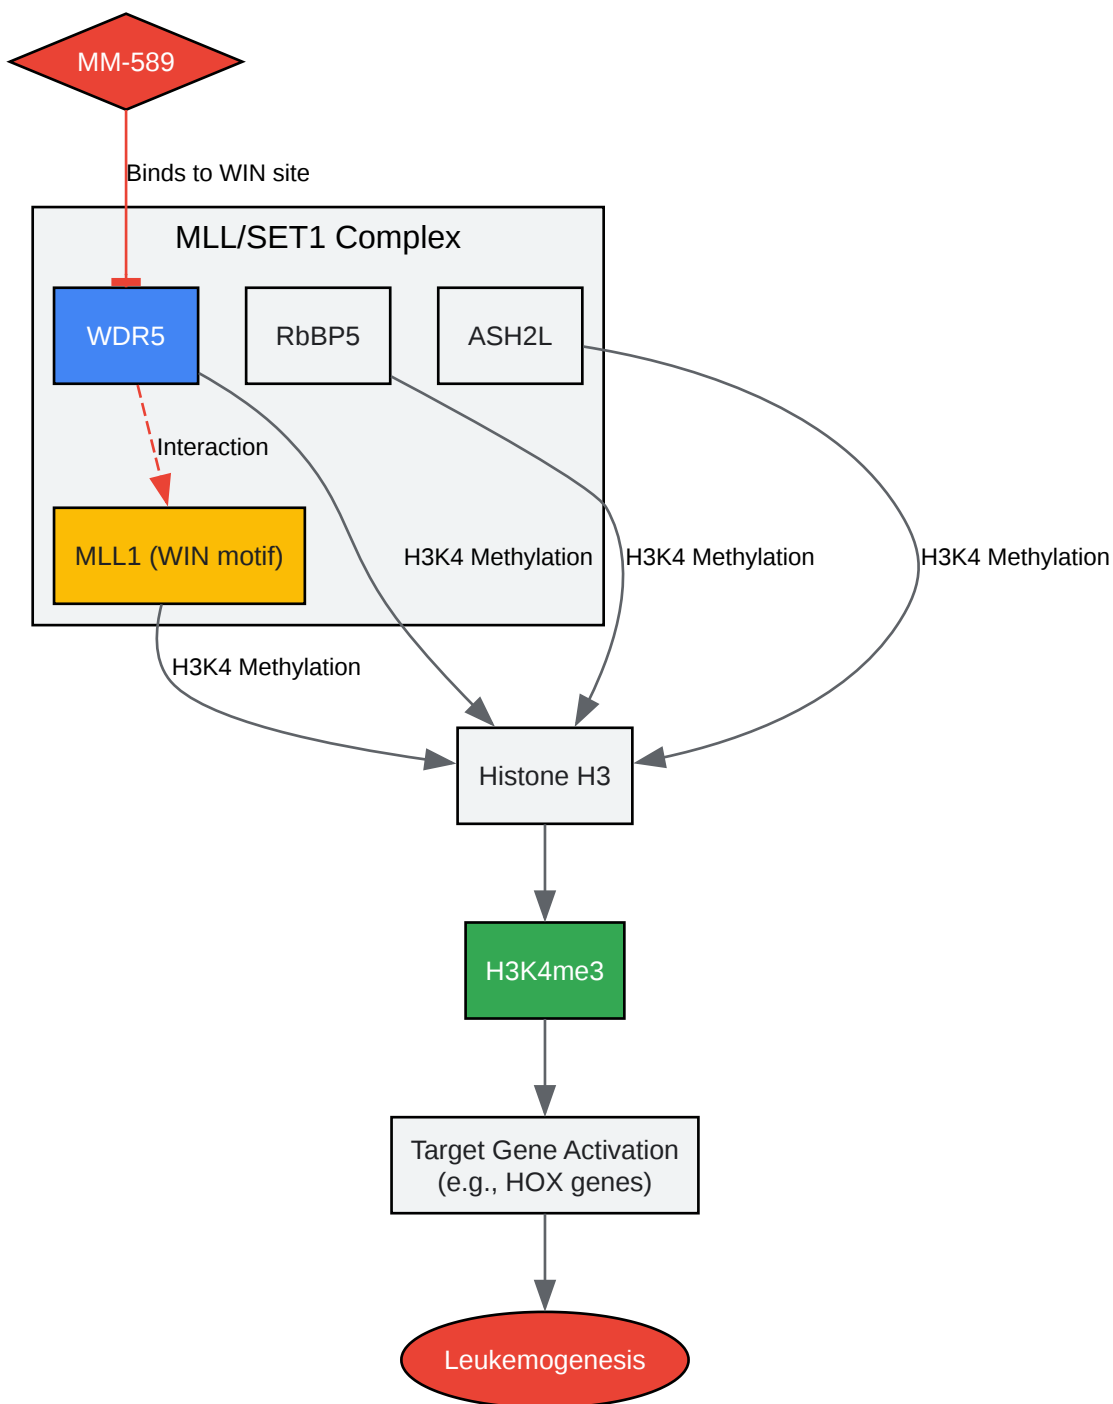 MM-589
Binds to WIN site
MLL/SET1 Complex
WDR5
RbBP5
ASH2L
Interaction
MLL1 (WIN motif)
H3K4 Methylation
H3K4 Methylation
H3K4 Methylation
H3K4 Methylation
Histone H3
H3K4me3
Target Gene Activation
(e.g., HOX genes)
Leukemogenesis